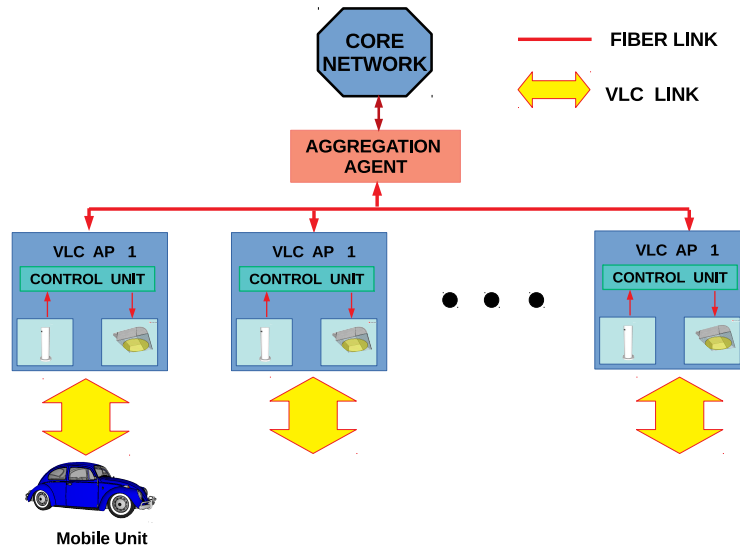 CORE
NETWORK
FIBER LINK
VLC LINK
AGGREGATION
AGENT
VLC AP 1
CONTROL UNIT
VLC AP 1
CONTROL UNIT
VLC AP 1
CONTROL UNIT
Mobile Unit